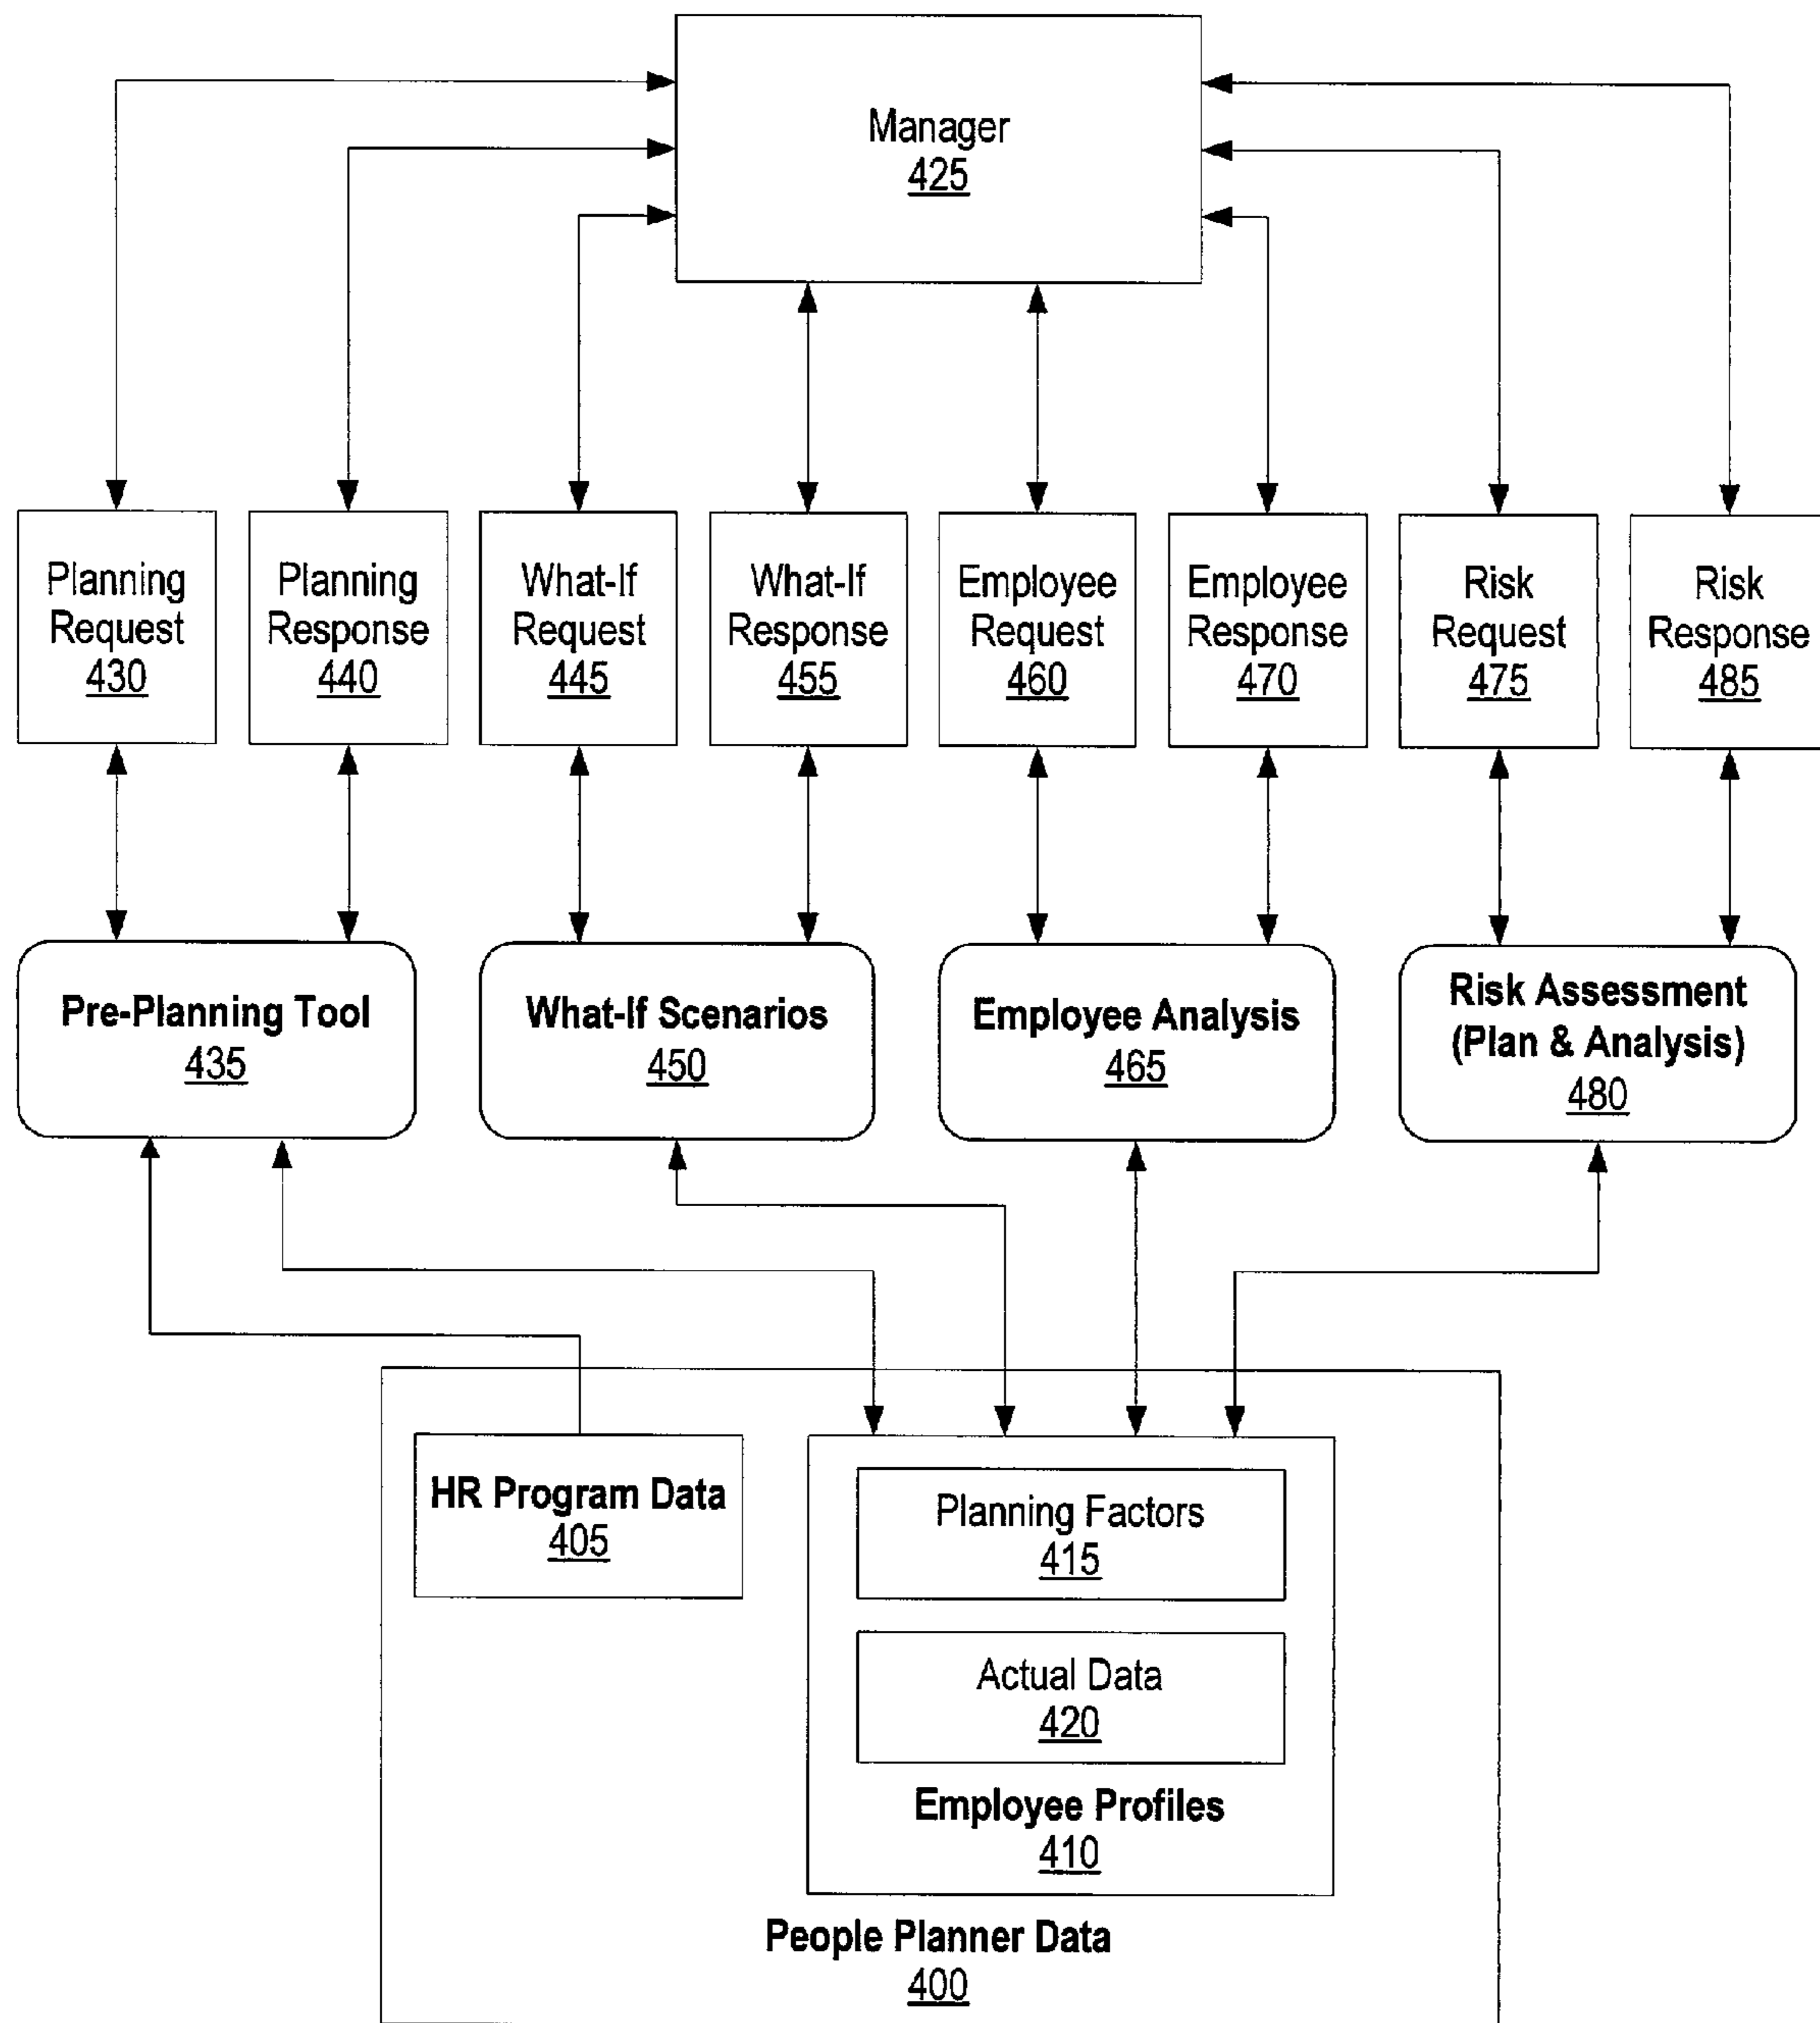 Manager
425
Planning
Request
430
Planning
Response
440
What-If
Request
445
What-If
Response
455
Employee
Request
460
Employee
Response
470
Risk
Request
475
Risk
Response
485
Pre-Planning Tool
435
What-If Scenarios
450
Employee Analysis
465
Risk Assessment
(Plan & Analysis)
480
HR Program Data
405
Planning Factors
415
Actual Data
420
Employee Profiles
410
People Planner Data
400